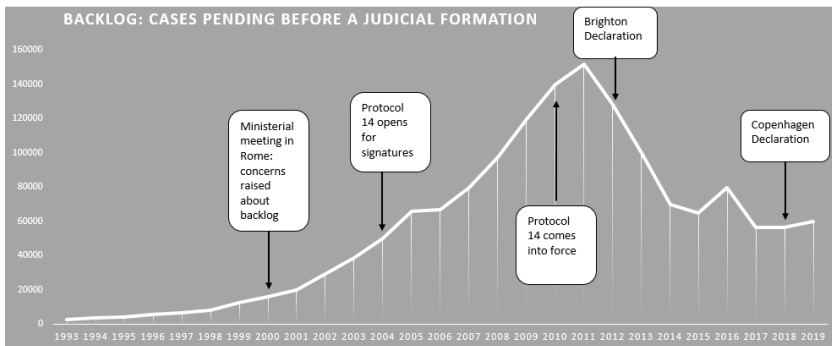 BACKLOG: CASES PENDING BEFORE A JUDICIAL FORMATION
160000
140000
120000
100000
80000
60000
40000
20000
0
Ministerial
meeting in
Rome:
concerns
raised
about
backlog
Protocol
14 opens
for
signatures
Protocol
14 comes
into force
Brighton
Declaration
Copenhagen
Declaration
1993 1994 1995 1996 1997 1998 1999 2000 2001 2002 2003 2004 2005 2006 2007 2008 2009 2010 2011 2012 2013 2014 2015 2016 2017 2018 2019